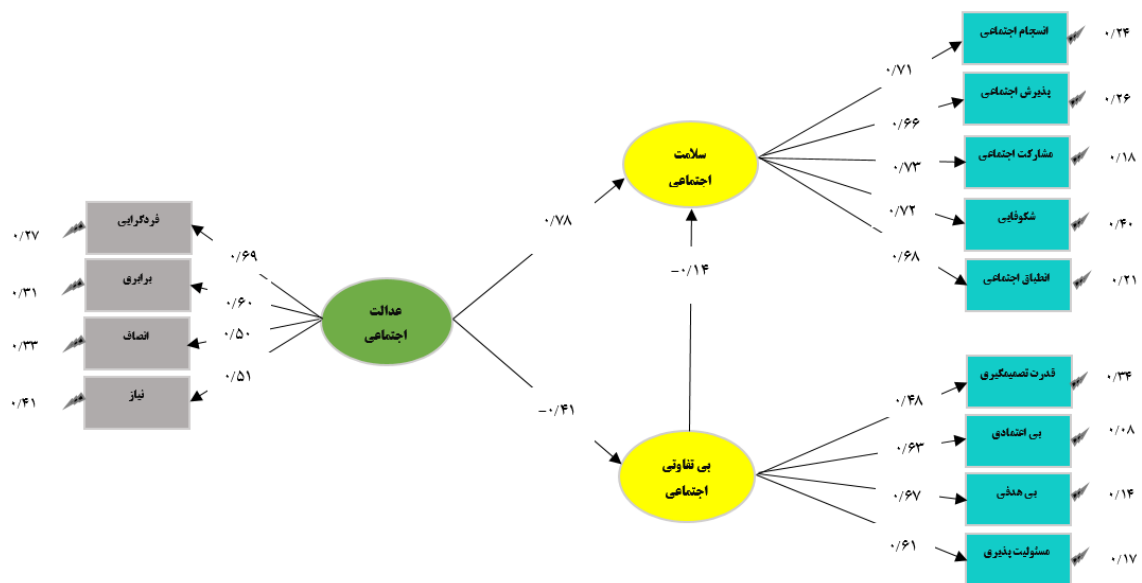 انسجام اجتماعی
۰/۲۴
۰/۷۱
پذیرش اجتماعی
۰/۲۶
۰/۶۶
مشارکت اجتماعی
۰/۱۸
۰/۷۳
شکوفایی
۰/۴۰
۰/۷۲
انطباق اجتماعی
۰/۲۱
۰/۶۸
سلامت
اجتماعی
۰/۷۸
-۰/۱۴
فردگرایی
۰/۲۷
۰/۶۹
برابری
۰/۳۱
۰/۶۰
انصاف
۰/۳۳
۰/۵۰
نیاز
۰/۴۱
۰/۵۱
عدالت
اجتماعی
-۰/۴۱
بی تفاوتی
اجتماعی
قدرت تصمیمگیری
۰/۳۴
۰/۴۸
بی اعتمادی
۰/۰۸
۰/۶۳
بی هدفی
۰/۱۴
۰/۶۷
مسئولیت پذیری
۰/۱۷
۰/۶۱